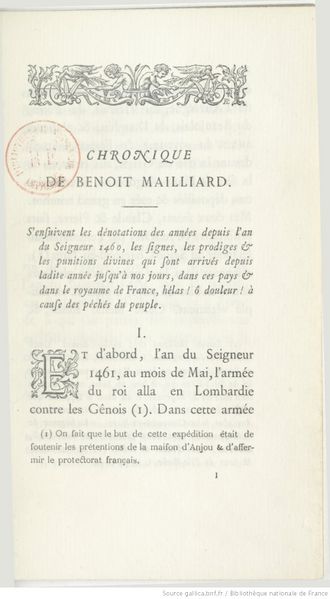 CHRONIQUE
DE BENOIT MAILLIARD.
S'ensuivent les dénotations des années depuis l'an
du Seigneur 1460, les signes, les prodiges &
les punitions divines qui sont arrivés depuis
ladite année jusqu'à nos jours, dans ces pays &
dans le royaume de France, hélas ! ô douleur ! à
cause des péchés du peuple.
I.
ET d'abord, l'an du Seigneur
1461, au mois de Mai, l'armée
du roi alla en Lombardie
contre les Génois (1). Dans cette armée
(1) On sait que le but de cette expédition était de
soutenir les prétentions de la maison d'Anjou & d'affer-
mir le protectorat français.
1
Source gallica.bnf.fr / Bibliothèque nationale de France